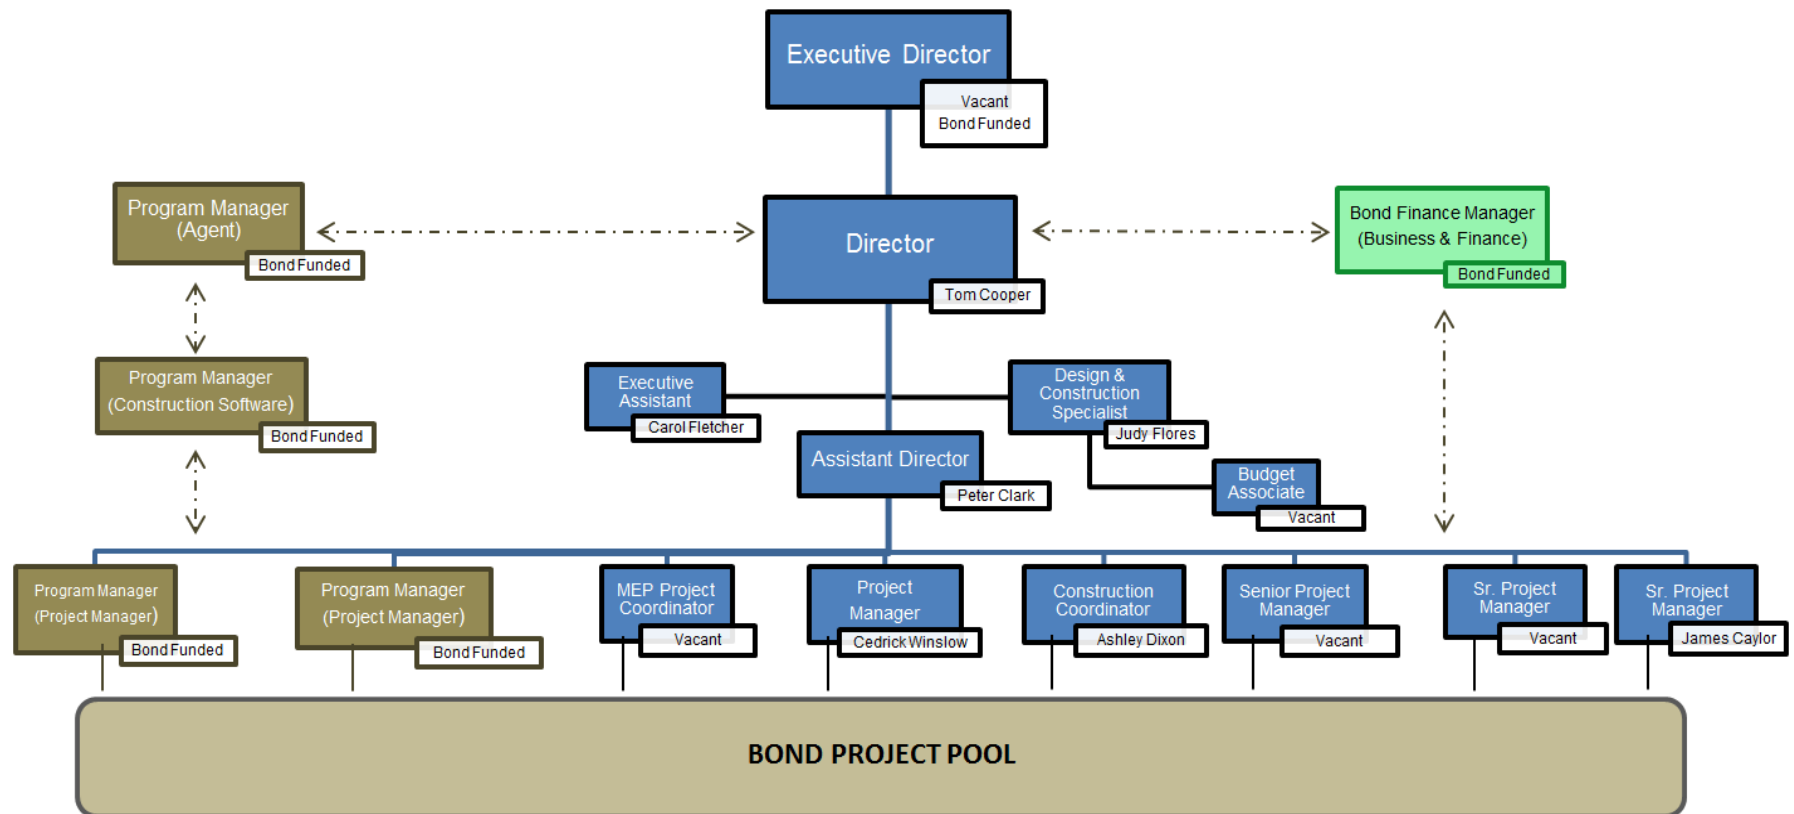 Executive Director
Vacant
Bond Funded
Program Manager
(Agent)
Bond Funded
Director
Tom Cooper
Bond Finance Manager
(Business & Finance)
Bond Funded
Program Manager
(Construction Software)
Bond Funded
Executive
Assistant
Carol Fletcher
Design &
Construction
Specialist
Judy Flores
Assistant Director
Peter Clark
Budget
Associate
Vacant
Program Manager
(Project Manager)
Bond Funded
Program Manager
(Project Manager)
Bond Funded
MEP Project
Coordinator
Vacant
Project
Manager
Cedrick Winslow
Construction
Coordinator
Ashley Dixon
Senior Project
Manager
Vacant
Sr. Project
Manager
Vacant
Sr. Project
Manager
James Caylor
BOND PROJECT POOL